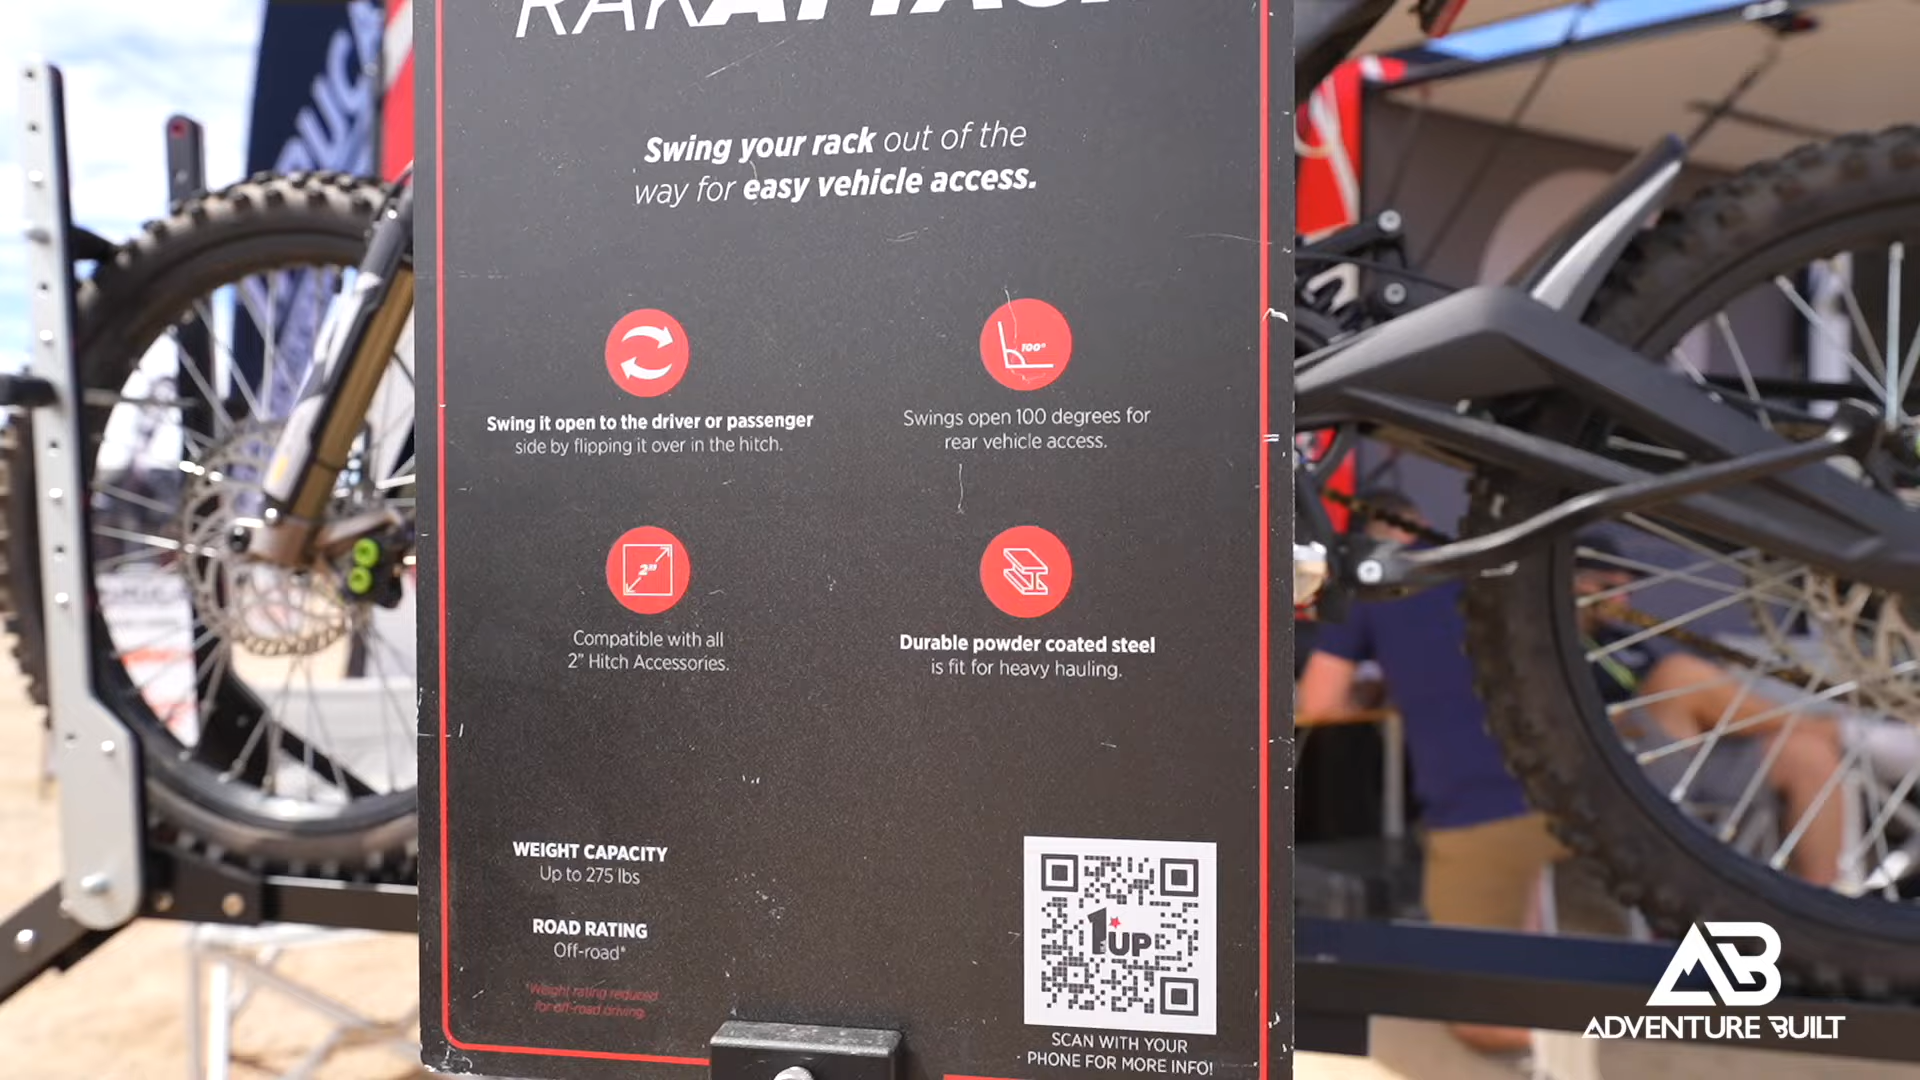 RAKATTACH
Swing your rack out of the
way for easy vehicle access.
100°
Swing it open to the driver or passenger
side by flipping it over in the hitch.
Swings open 100 degrees for
rear vehicle access.
2"
Compatible with all
2" Hitch Accessories.
Durable powder coated steel
is fit for heavy hauling.
WEIGHT CAPACITY
Up to 275 lbs
ROAD RATING
Off-road*
*Weight rating reduced
for off-road driving.
1UP
SCAN WITH YOUR
PHONE FOR MORE INFO!
AB
ADVENTURE BUILT